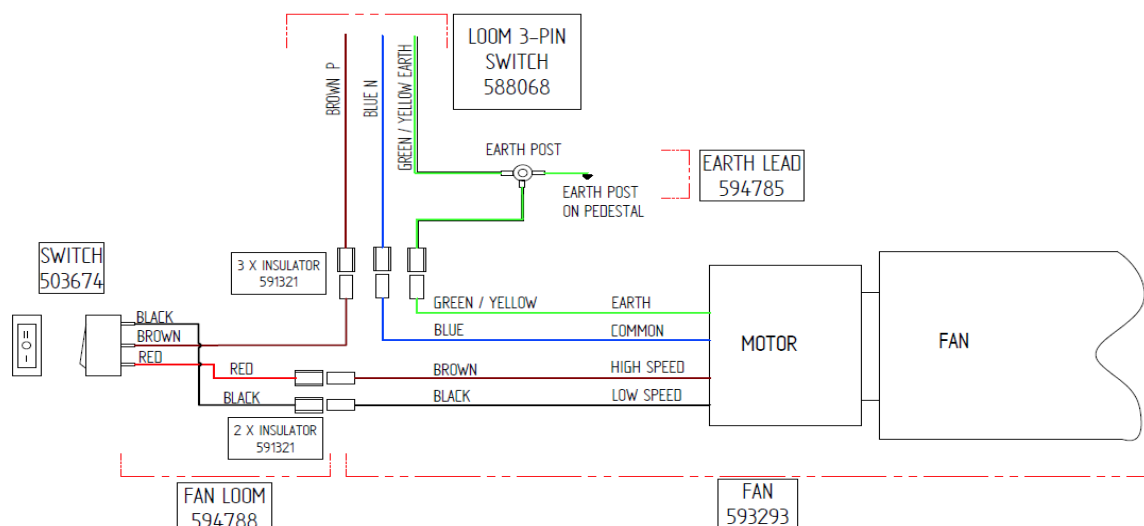 LOOM 3-PIN
SWITCH
588068
BROWN P
BLUE N
GREEN / YELLOW EARTH
EARTH POST
EARTH LEAD
594785
EARTH POST
ON PEDESTAL
SWITCH
503674
3 X INSULATOR
591321
GREEN / YELLOW
EARTH
BLACK
BLUE
COMMON
BROWN
MOTOR
FAN
RED
RED
BROWN
HIGH SPEED
BLACK
BLACK
LOW SPEED
2 X INSULATOR
591321
FAN LOOM
594788
FAN
593293
II
O
I